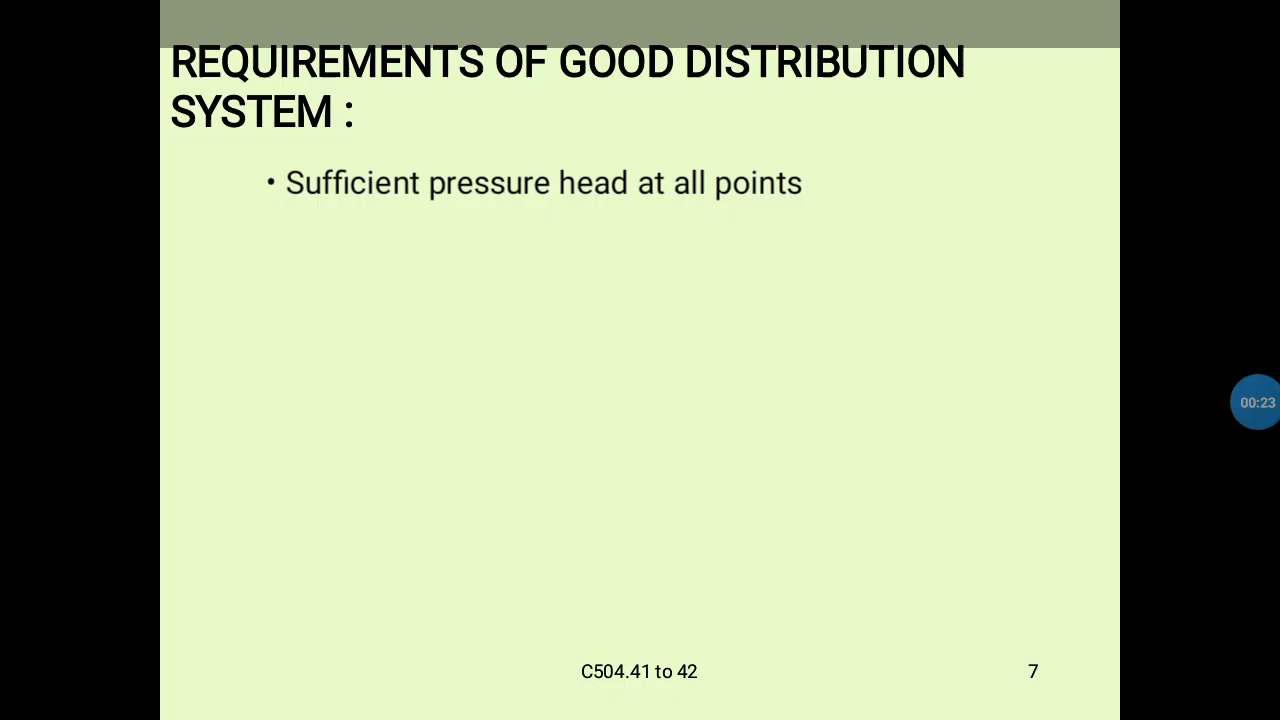 REQUIREMENTS OF GOOD DISTRIBUTION
SYSTEM :
• Sufficient pressure head at all points
00:23
C504.41 to 42
7